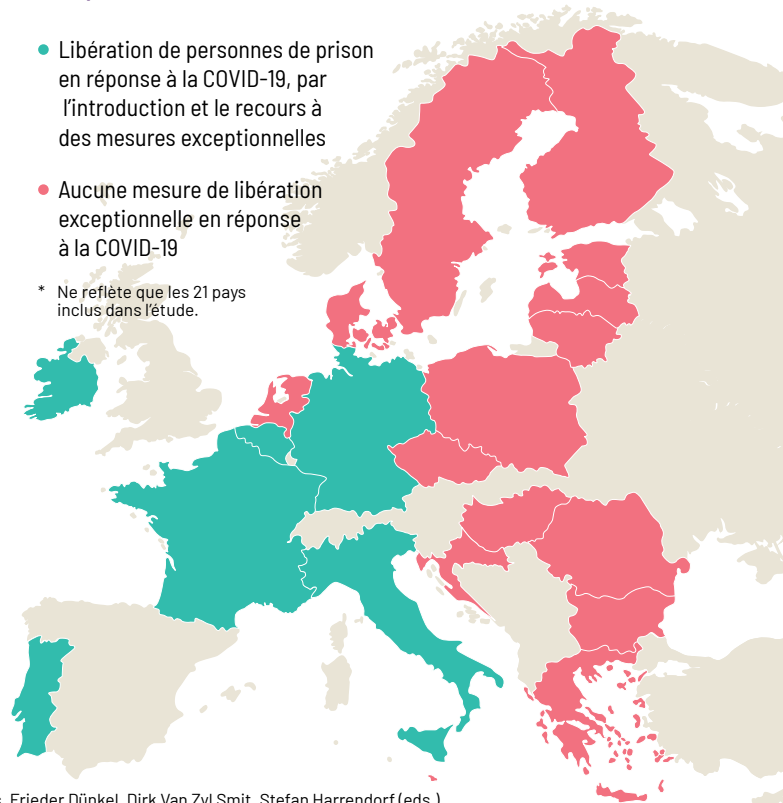 Libération de personnes de prison
en réponse à la COVID-19, par
l'introduction et le recours à
des mesures exceptionnelles
Aucune mesure de libération
exceptionnelle en réponse
à la COVID-19
* Ne reflète que les 21 pays
inclus dans l'étude.
Frieder Dünkel, Dirk Van Zyl Smit, Stefan Harrendorf (eds.)